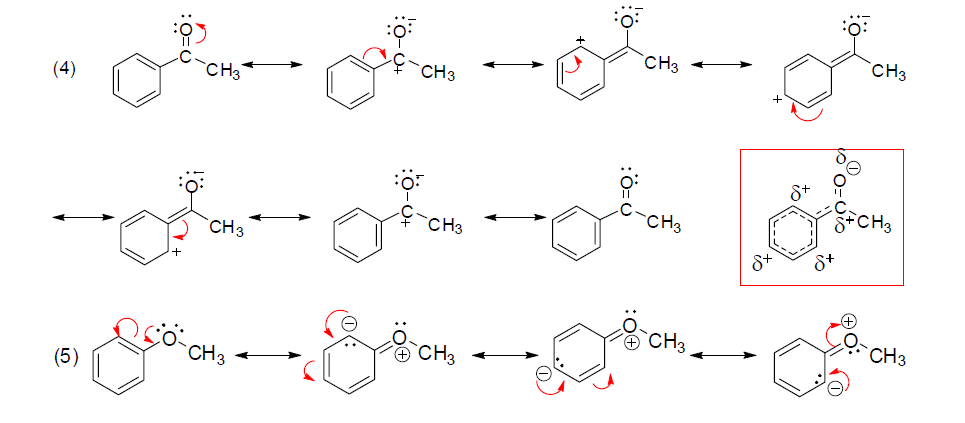 (4) O C CH3 O− C + CH3 + O− CH3 + O− CH3
O− CH3 + O− C + CH3 O C CH3 δ ⊖ O δ+ C δ+ CH3 δ+ δ+
(5) O CH3 ⊖ O ⊕ CH3 ⊖ O ⊕ CH3 ⊕ O CH3 ⊖